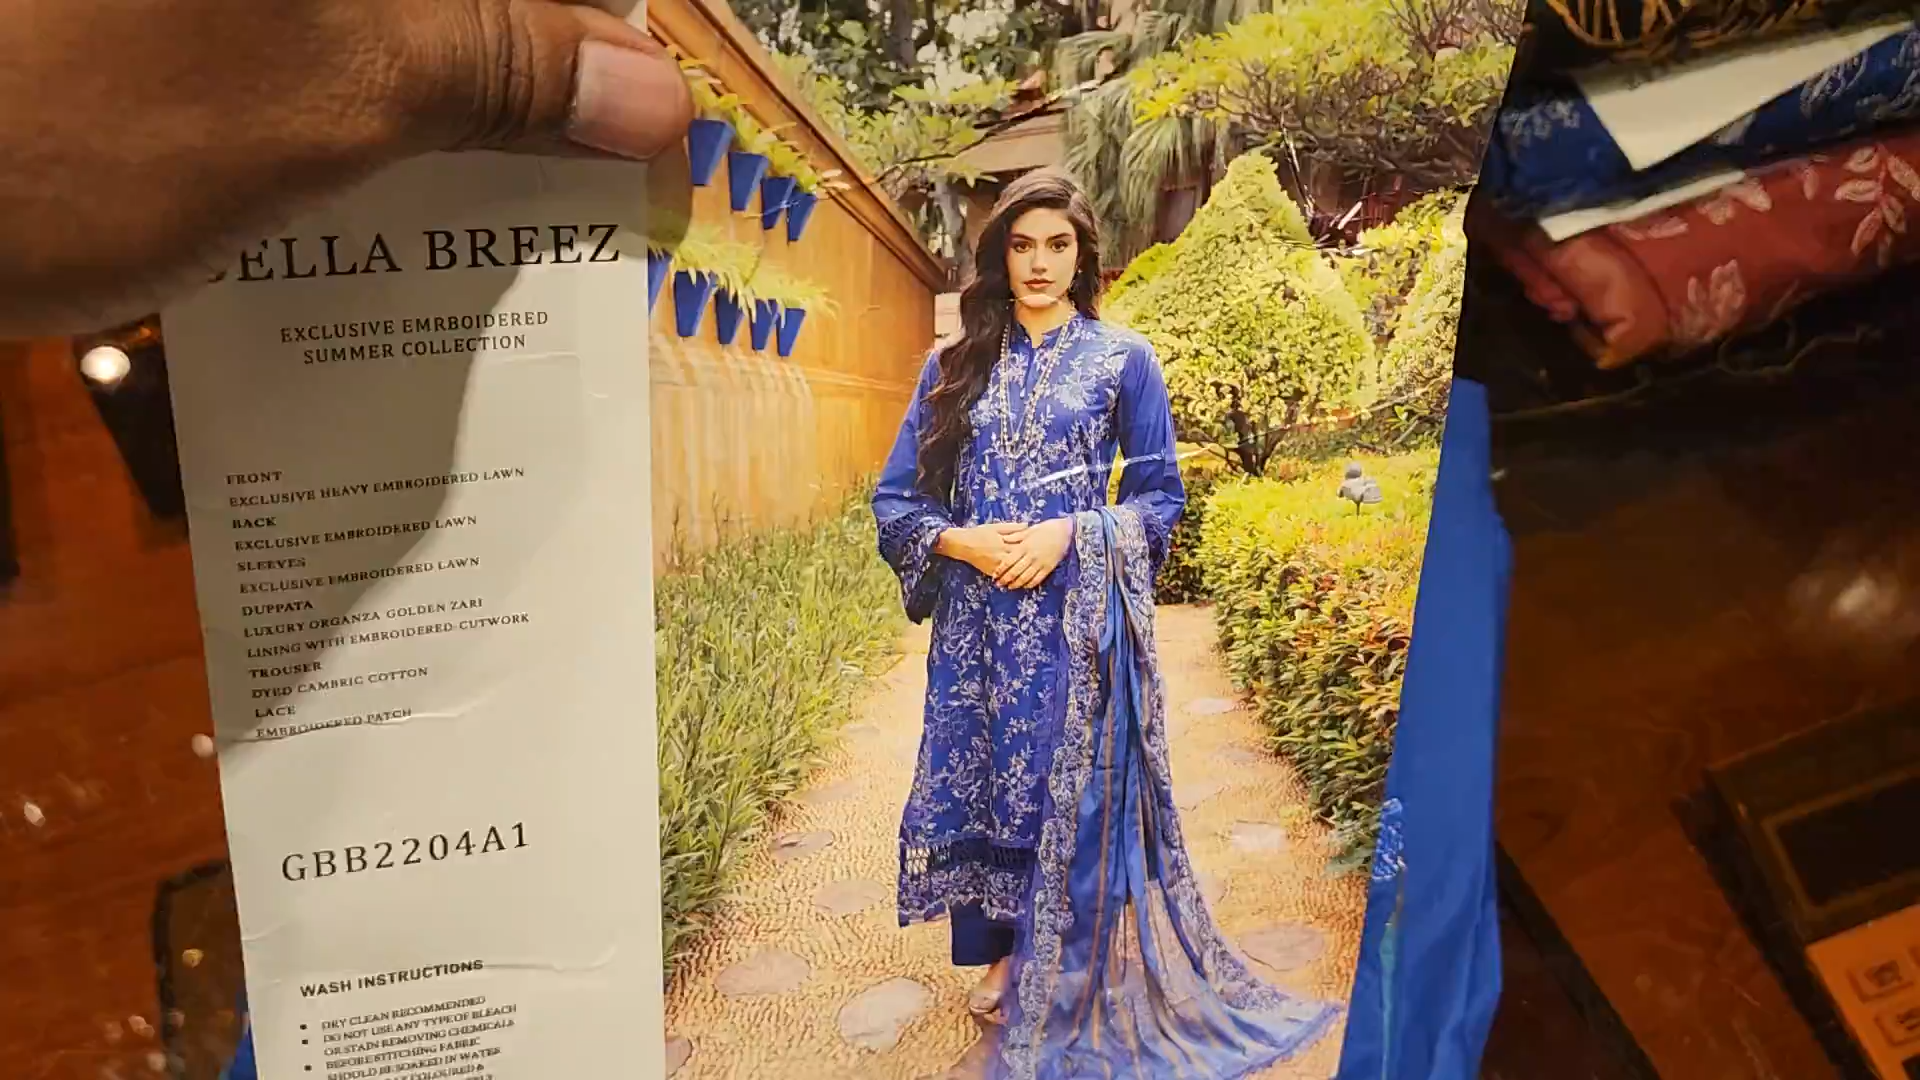 ELLA BREEZ
EXCLUSIVE EMRBOIDERED
SUMMER COLLECTION
FRONT
EXCLUSIVE HEAVY EMBROIDERED LAWN
BACK
EXCLUSIVE EMBROIDERED LAWN
SLEEVES
EXCLUSIVE EMBROIDERED LAWN
DUPPATA
LUXURY ORGANZA GOLDEN ZARI
LINING WITH EMBROIDERED CUTWORK
TROUSER
DYED CAMBRIC COTTON
LACE
EMBROIDERED PATCH
GBB2204A1
WASH INSTRUCTIONS
• DRY CLEAN RECOMMENDED
• DO NOT USE ANY TYPE OF BLEACH
OR STAIN REMOVING CHEMICALS
• BEFORE STITCHING FABRIC
SHOULD BE SOAKED IN WATER
COLOURED &